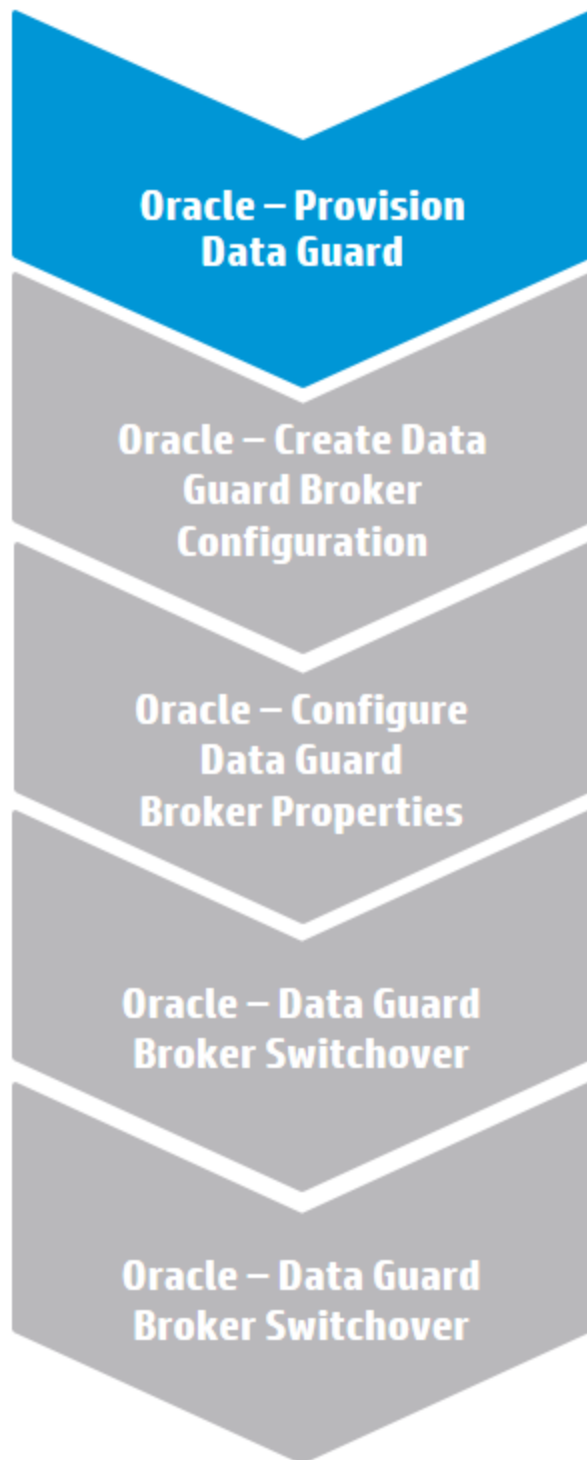 Oracle – Provision
Data Guard
Oracle – Create Data
Guard Broker
Configuration
Oracle – Configure
Data Guard
Broker Properties
Oracle – Data Guard
Broker Switchover
Oracle – Data Guard
Broker Switchover